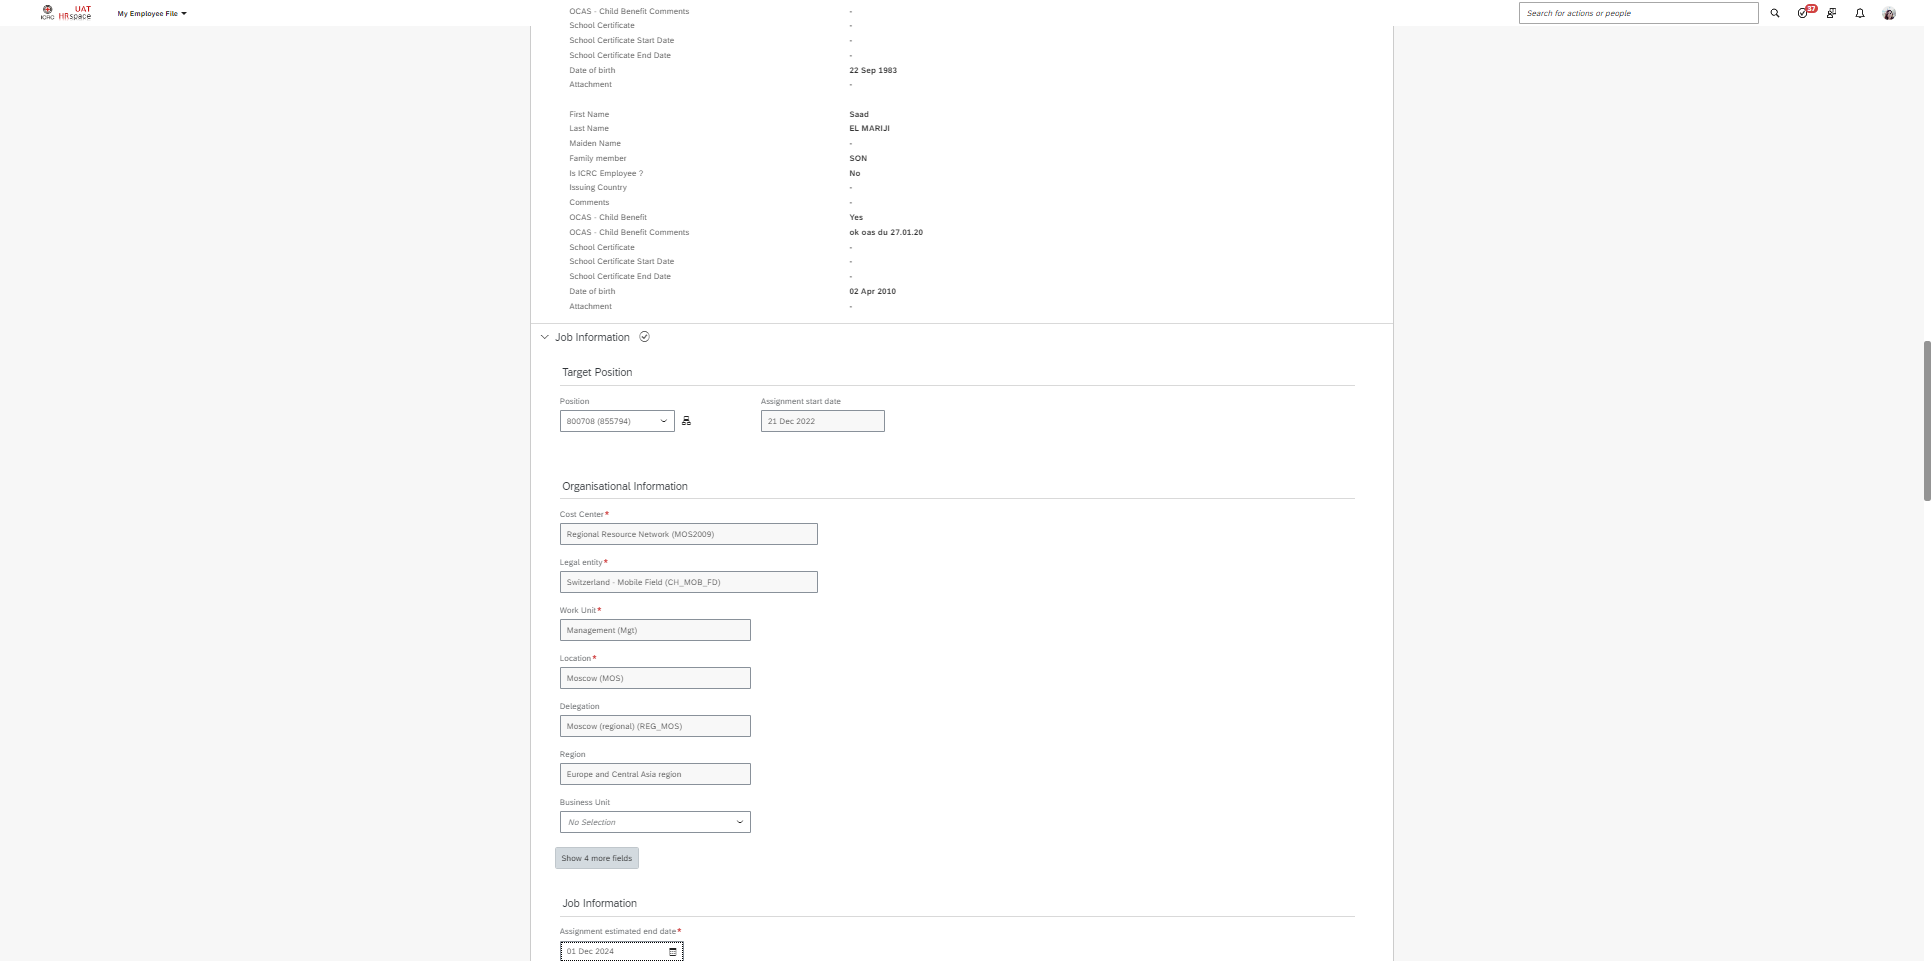 ICRC
UAT
HRspace
My Employee File
Search for actions or people
37
OCAS - Child Benefit Comments -
School Certificate -
School Certificate Start Date -
School Certificate End Date -
Date of birth 22 Sep 1983
Attachment -
First Name Saad
Last Name EL MARIJI
Maiden Name -
Family member SON
Is ICRC Employee ? No
Issuing Country -
Comments -
OCAS - Child Benefit Yes
OCAS - Child Benefit Comments ok oas du 27.01.20
School Certificate -
School Certificate Start Date -
School Certificate End Date -
Date of birth 02 Apr 2010
Attachment -
Job Information
Target Position
Position Assignment start date
800708 (855794) 21 Dec 2022
Organisational Information
Cost Center*
Regional Resource Network (MOS2009)
Legal entity*
Switzerland - Mobile Field (CH_MOB_FD)
Work Unit*
Management (Mgt)
Location*
Moscow (MOS)
Delegation
Moscow (regional) (REG_MOS)
Region
Europe and Central Asia region
Business Unit
No Selection
Show 4 more fields
Job Information
Assignment estimated end date*
01 Dec 2024